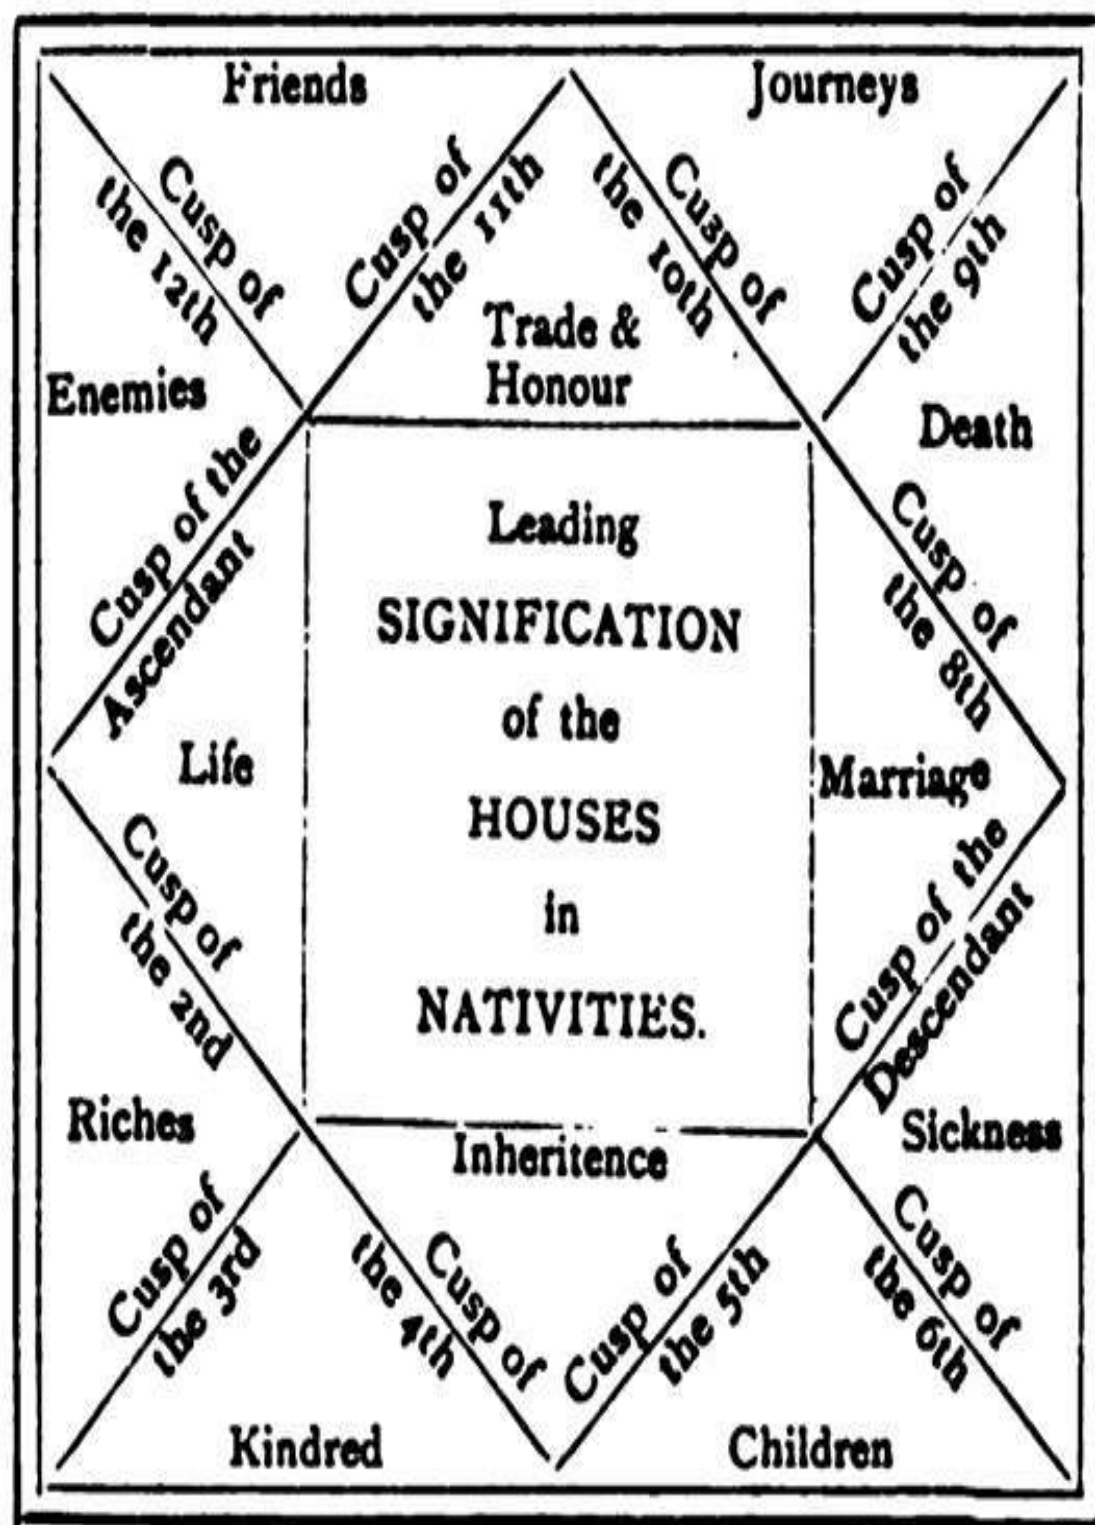 Friends
Journeys
Cusp of
the 12th
Cusp of
the 11th
Cusp of
the 10th
Cusp of
the 9th
Trade &
Honour
Enemies
Death
Cusp of the
Ascendant
Cusp of
the 8th
Leading
SIGNIFICATION
of the
HOUSES
in
NATIVITIES.
Life
Marriage
Cusp of
the 2nd
Cusp of the
Descendant
Riches
Inheritence
Sickness
Cusp of
the 3rd
Cusp of
the 4th
Cusp of
the 5th
Cusp of
the 6th
Kindred
Children